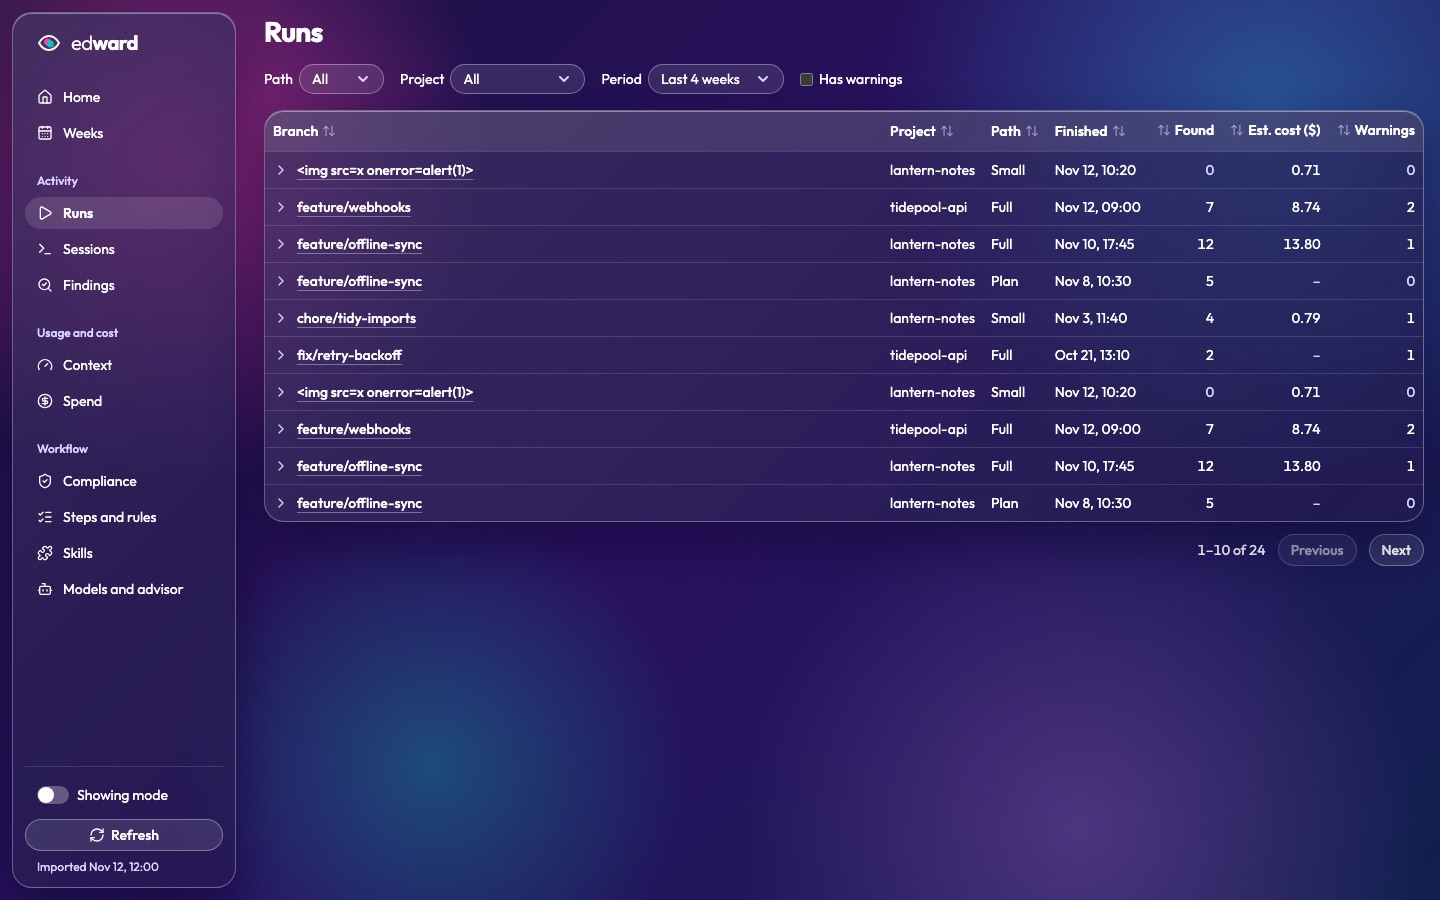 edward
Home
Weeks
Activity
Runs
Sessions
Findings
Usage and cost
Context
Spend
Workflow
Compliance
Steps and rules
Skills
Models and advisor
Showing mode
Refresh
Imported Nov 12, 12:00
Runs
Path All Project All Period Last 4 weeks Has warnings
Branch Project Path Finished Found Est. cost ($) Warnings
<img src=x onerror=alert(1)> lantern-notes Small Nov 12, 10:20 0 0.71 0
feature/webhooks tidepool-api Full Nov 12, 09:00 7 8.74 2
feature/offline-sync lantern-notes Full Nov 10, 17:45 12 13.80 1
feature/offline-sync lantern-notes Plan Nov 8, 10:30 5 – 0
chore/tidy-imports lantern-notes Small Nov 3, 11:40 4 0.79 1
fix/retry-backoff tidepool-api Full Oct 21, 13:10 2 – 1
<img src=x onerror=alert(1)> lantern-notes Small Nov 12, 10:20 0 0.71 0
feature/webhooks tidepool-api Full Nov 12, 09:00 7 8.74 2
feature/offline-sync lantern-notes Full Nov 10, 17:45 12 13.80 1
feature/offline-sync lantern-notes Plan Nov 8, 10:30 5 – 0
1–10 of 24 Previous Next